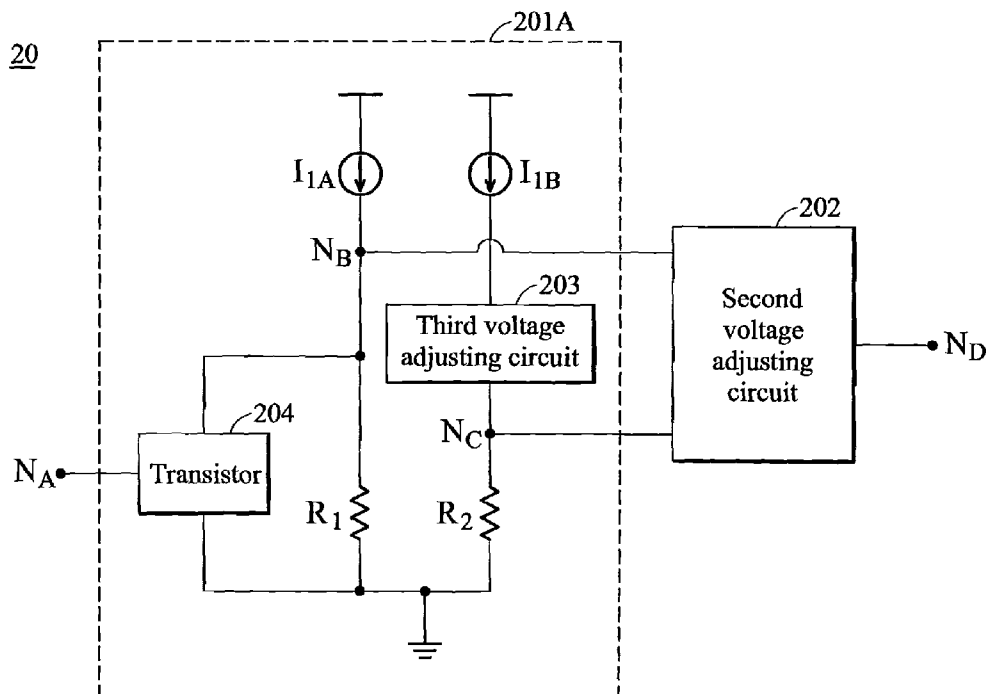 20
201A
I1A
I1B
202
NB
203
Third voltage
adjusting circuit
Second
voltage
adjusting
circuit
ND
204
NC
NA
Transistor
R1
R2